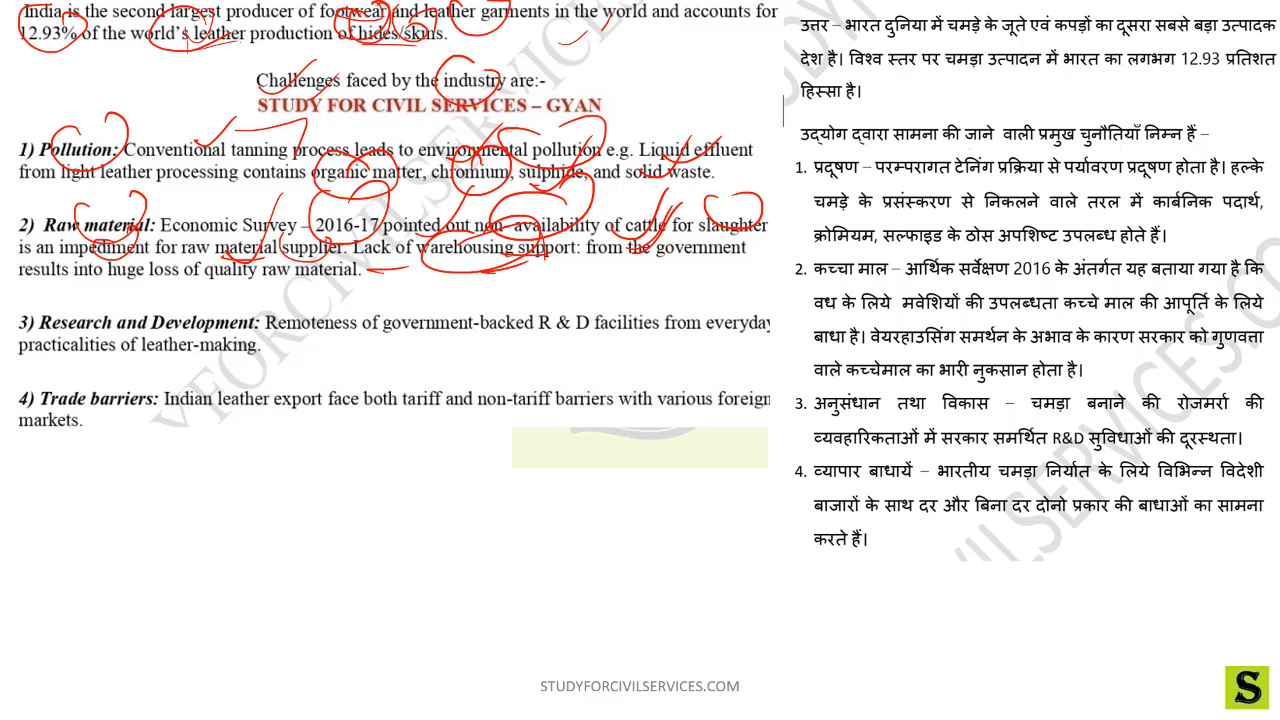 India is the second largest producer of footwear and leather garments in the world and accounts for
12.93% of the world's leather production of hides/skins.
Challenges faced by the industry are:-
STUDY FOR CIVIL SERVICES – GYAN
1) Pollution: Conventional tanning process leads to environmental pollution e.g. Liquid effluent
from light leather processing contains organic matter, chromium, sulphide, and solid waste.
2) Raw material: Economic Survey – 2016-17 pointed out non- availability of cattle for slaughter
is an impediment for raw material supplier. Lack of warehousing support: from the government
results into huge loss of quality raw material.
3) Research and Development: Remoteness of government-backed R & D facilities from everyday
practicalities of leather-making.
4) Trade barriers: Indian leather export face both tariff and non-tariff barriers with various foreign
markets.
उत्तर – भारत दुनिया में चमड़े के जूते एवं कपड़ों का दूसरा सबसे बड़ा उत्पादक
देश है। विश्व स्तर पर चमड़ा उत्पादन में भारत का लगभग 12.93 प्रतिशत
हिस्सा है।
उद्योग द्वारा सामना की जाने वाली प्रमुख चुनौतियाँ निम्न हैं –
1. प्रदूषण – परम्परागत टेनिंग प्रक्रिया से पर्यावरण प्रदूषण होता है। हल्के
चमड़े के प्रसंस्करण से निकलने वाले तरल में कार्बनिक पदार्थ,
क्रोमियम, सल्फाइड के ठोस अपशिष्ट उपलब्ध होते हैं।
2. कच्चा माल – आर्थिक सर्वेक्षण 2016 के अंतर्गत यह बताया गया है कि
वध के लिये मवेशियों की उपलब्धता कच्चे माल की आपूर्ति के लिये
बाधा है। वेयरहाउसिंग समर्थन के अभाव के कारण सरकार को गुणवत्ता
वाले कच्चेमाल का भारी नुकसान होता है।
3. अनुसंधान तथा विकास – चमड़ा बनाने की रोजमर्रा की
व्यवहारिकताओं में सरकार समर्थित R&D सुविधाओं की दूरस्थता।
4. व्यापार बाधायें – भारतीय चमड़ा निर्यात के लिये विभिन्न विदेशी
बाजारों के साथ दर और बिना दर दोनो प्रकार की बाधाओं का सामना
करते हैं।
STUDYFORCIVILSERVICES.COM
S